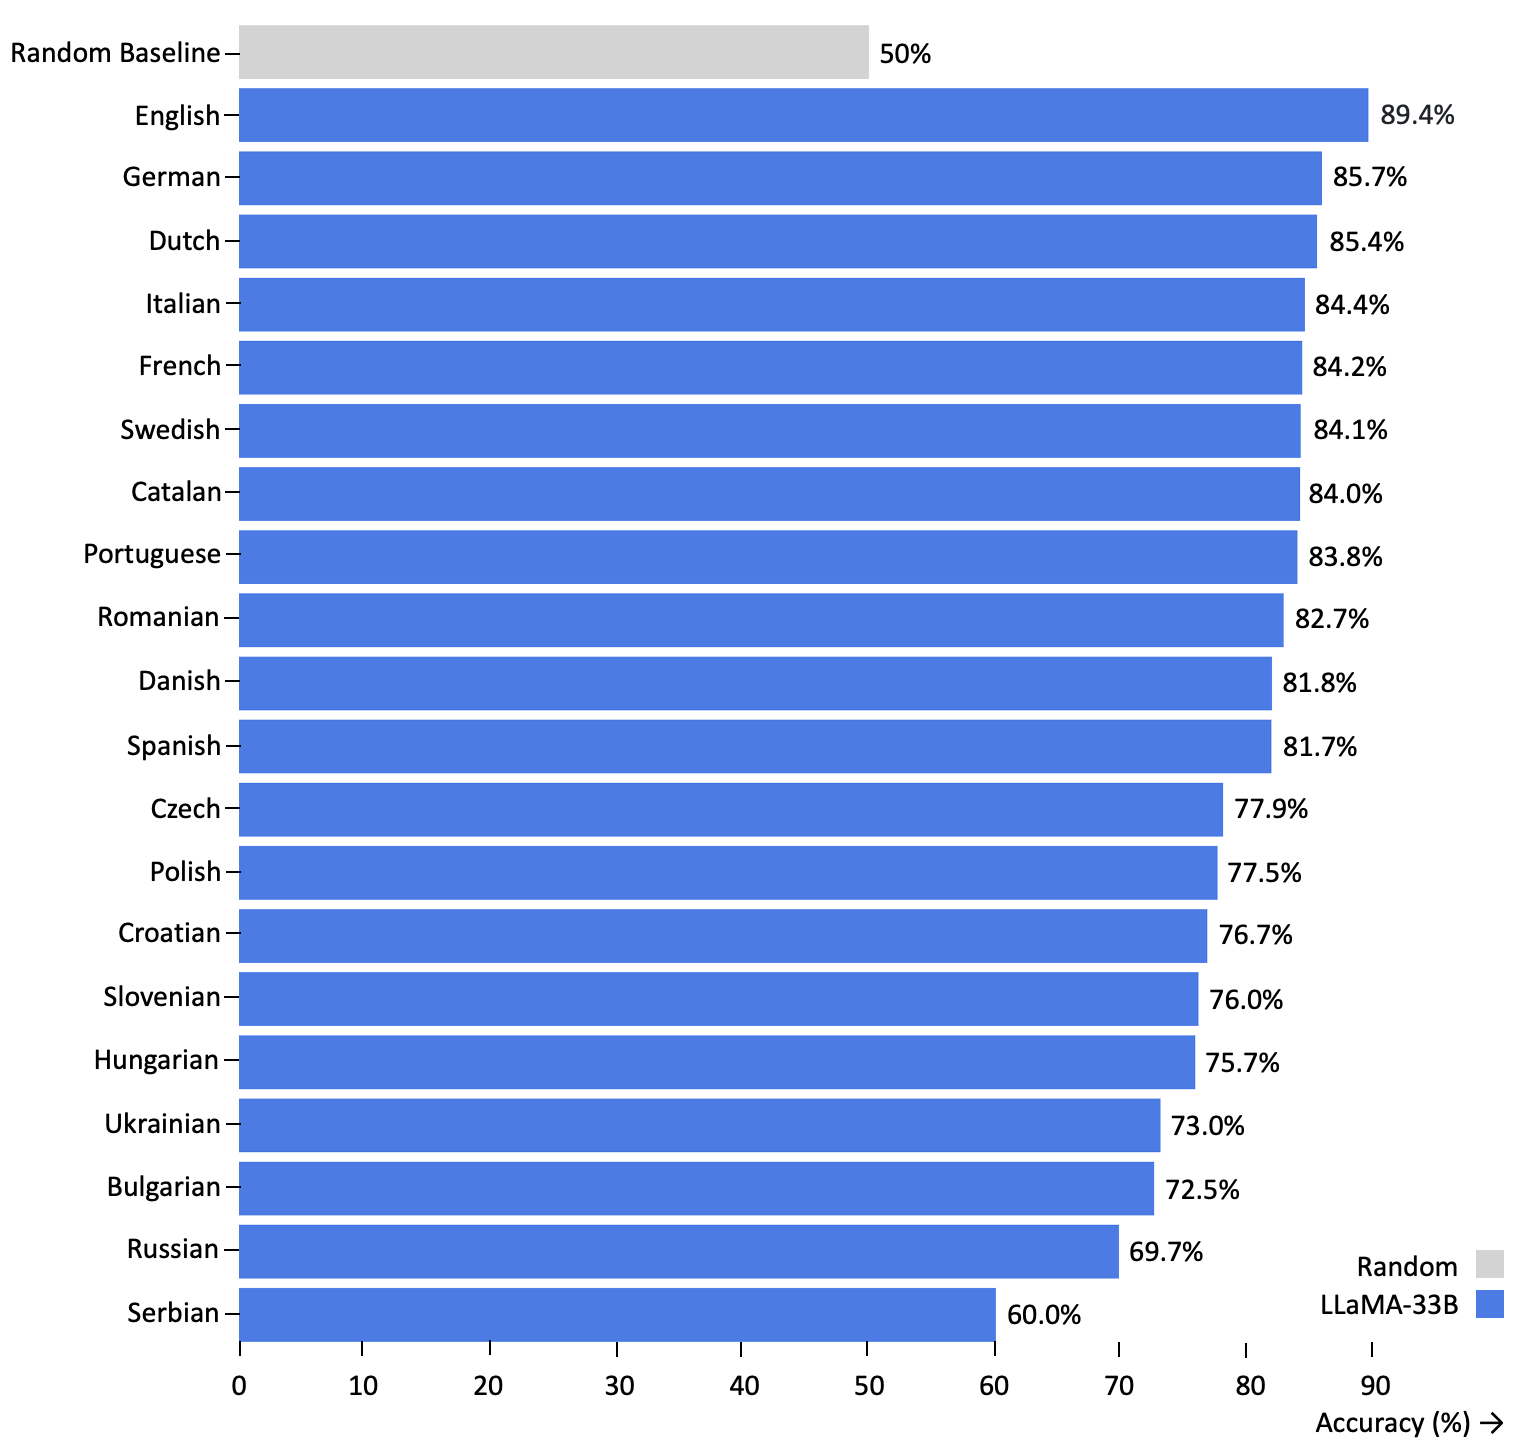 Random Baseline 50%
English 89.4%
German 85.7%
Dutch 85.4%
Italian 84.4%
French 84.2%
Swedish 84.1%
Catalan 84.0%
Portuguese 83.8%
Romanian 82.7%
Danish 81.8%
Spanish 81.7%
Czech 77.9%
Polish 77.5%
Croatian 76.7%
Slovenian 76.0%
Hungarian 75.7%
Ukrainian 73.0%
Bulgarian 72.5%
Russian 69.7%
Random
LLaMA-33B
Serbian 60.0%
0 10 20 30 40 50 60 70 80 90
Accuracy (%) →